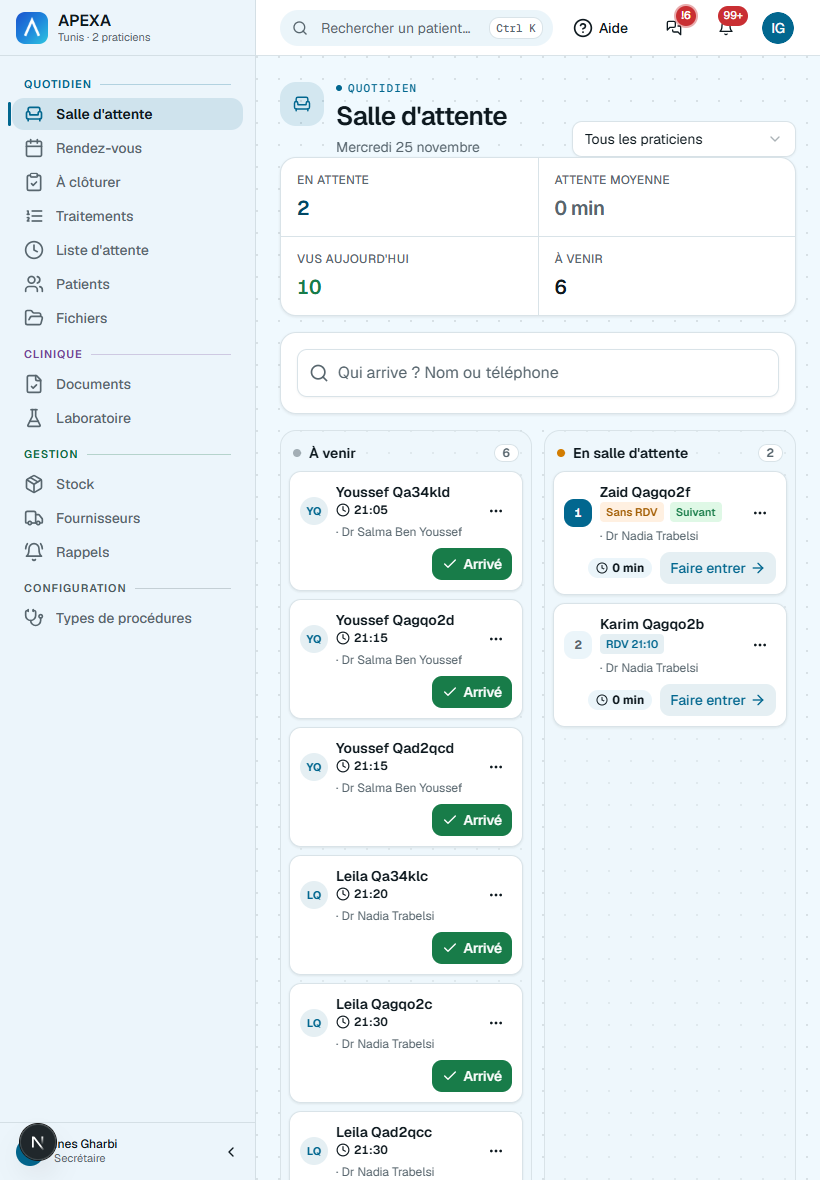 APEXA
Tunis · 2 praticiens
Rechercher un patient…
Ctrl K
Aide
16
99+
IG
QUOTIDIEN
Salle d'attente
Rendez-vous
À clôturer
Traitements
Liste d'attente
Patients
Fichiers
CLINIQUE
Documents
Laboratoire
GESTION
Stock
Fournisseurs
Rappels
CONFIGURATION
Types de procédures
N
nes Gharbi
Secrétaire
QUOTIDIEN
Salle d'attente
Mercredi 25 novembre
Tous les praticiens
EN ATTENTE
2
ATTENTE MOYENNE
0 min
VUS AUJOURD'HUI
10
À VENIR
6
Qui arrive ? Nom ou téléphone
À venir
6
YQ
Youssef Qa34kld
21:05
· Dr Salma Ben Youssef
Arrivé
YQ
Youssef Qagqo2d
21:15
· Dr Salma Ben Youssef
Arrivé
YQ
Youssef Qad2qcd
21:15
· Dr Salma Ben Youssef
Arrivé
LQ
Leila Qa34klc
21:20
· Dr Nadia Trabelsi
Arrivé
LQ
Leila Qagqo2c
21:30
· Dr Nadia Trabelsi
Arrivé
LQ
Leila Qad2qcc
21:30
· Dr Nadia Trabelsi
En salle d'attente
2
1
Zaid Qagqo2f
Sans RDV
Suivant
· Dr Nadia Trabelsi
0 min
Faire entrer
2
Karim Qagqo2b
RDV 21:10
· Dr Nadia Trabelsi
0 min
Faire entrer